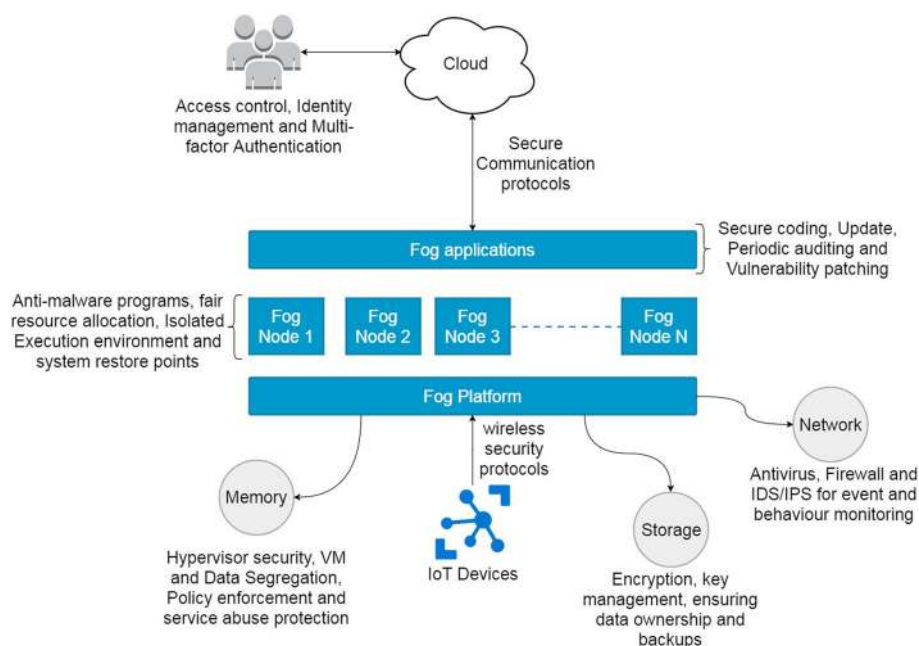 Cloud
Access control, Identity
management and Multi-
factor Authentication
Secure
Communication
protocols
Fog applications
Secure coding, Update,
Periodic auditing and
Vulnerability patching
Anti-malware programs, fair
resource allocation, Isolated
Execution environment and
system restore points
Fog
Node 1
Fog
Node 2
Fog
Node 3
Fog
Node N
Fog Platform
wireless
security
protocols
Network
Antivirus, Firewall and
IDS/IPS for event and
behaviour monitoring
Memory
Hypervisor security, VM
and Data Segregation,
Policy enforcement and
service abuse protection
IoT Devices
Storage
Encryption, key
management, ensuring
data ownership and
backups